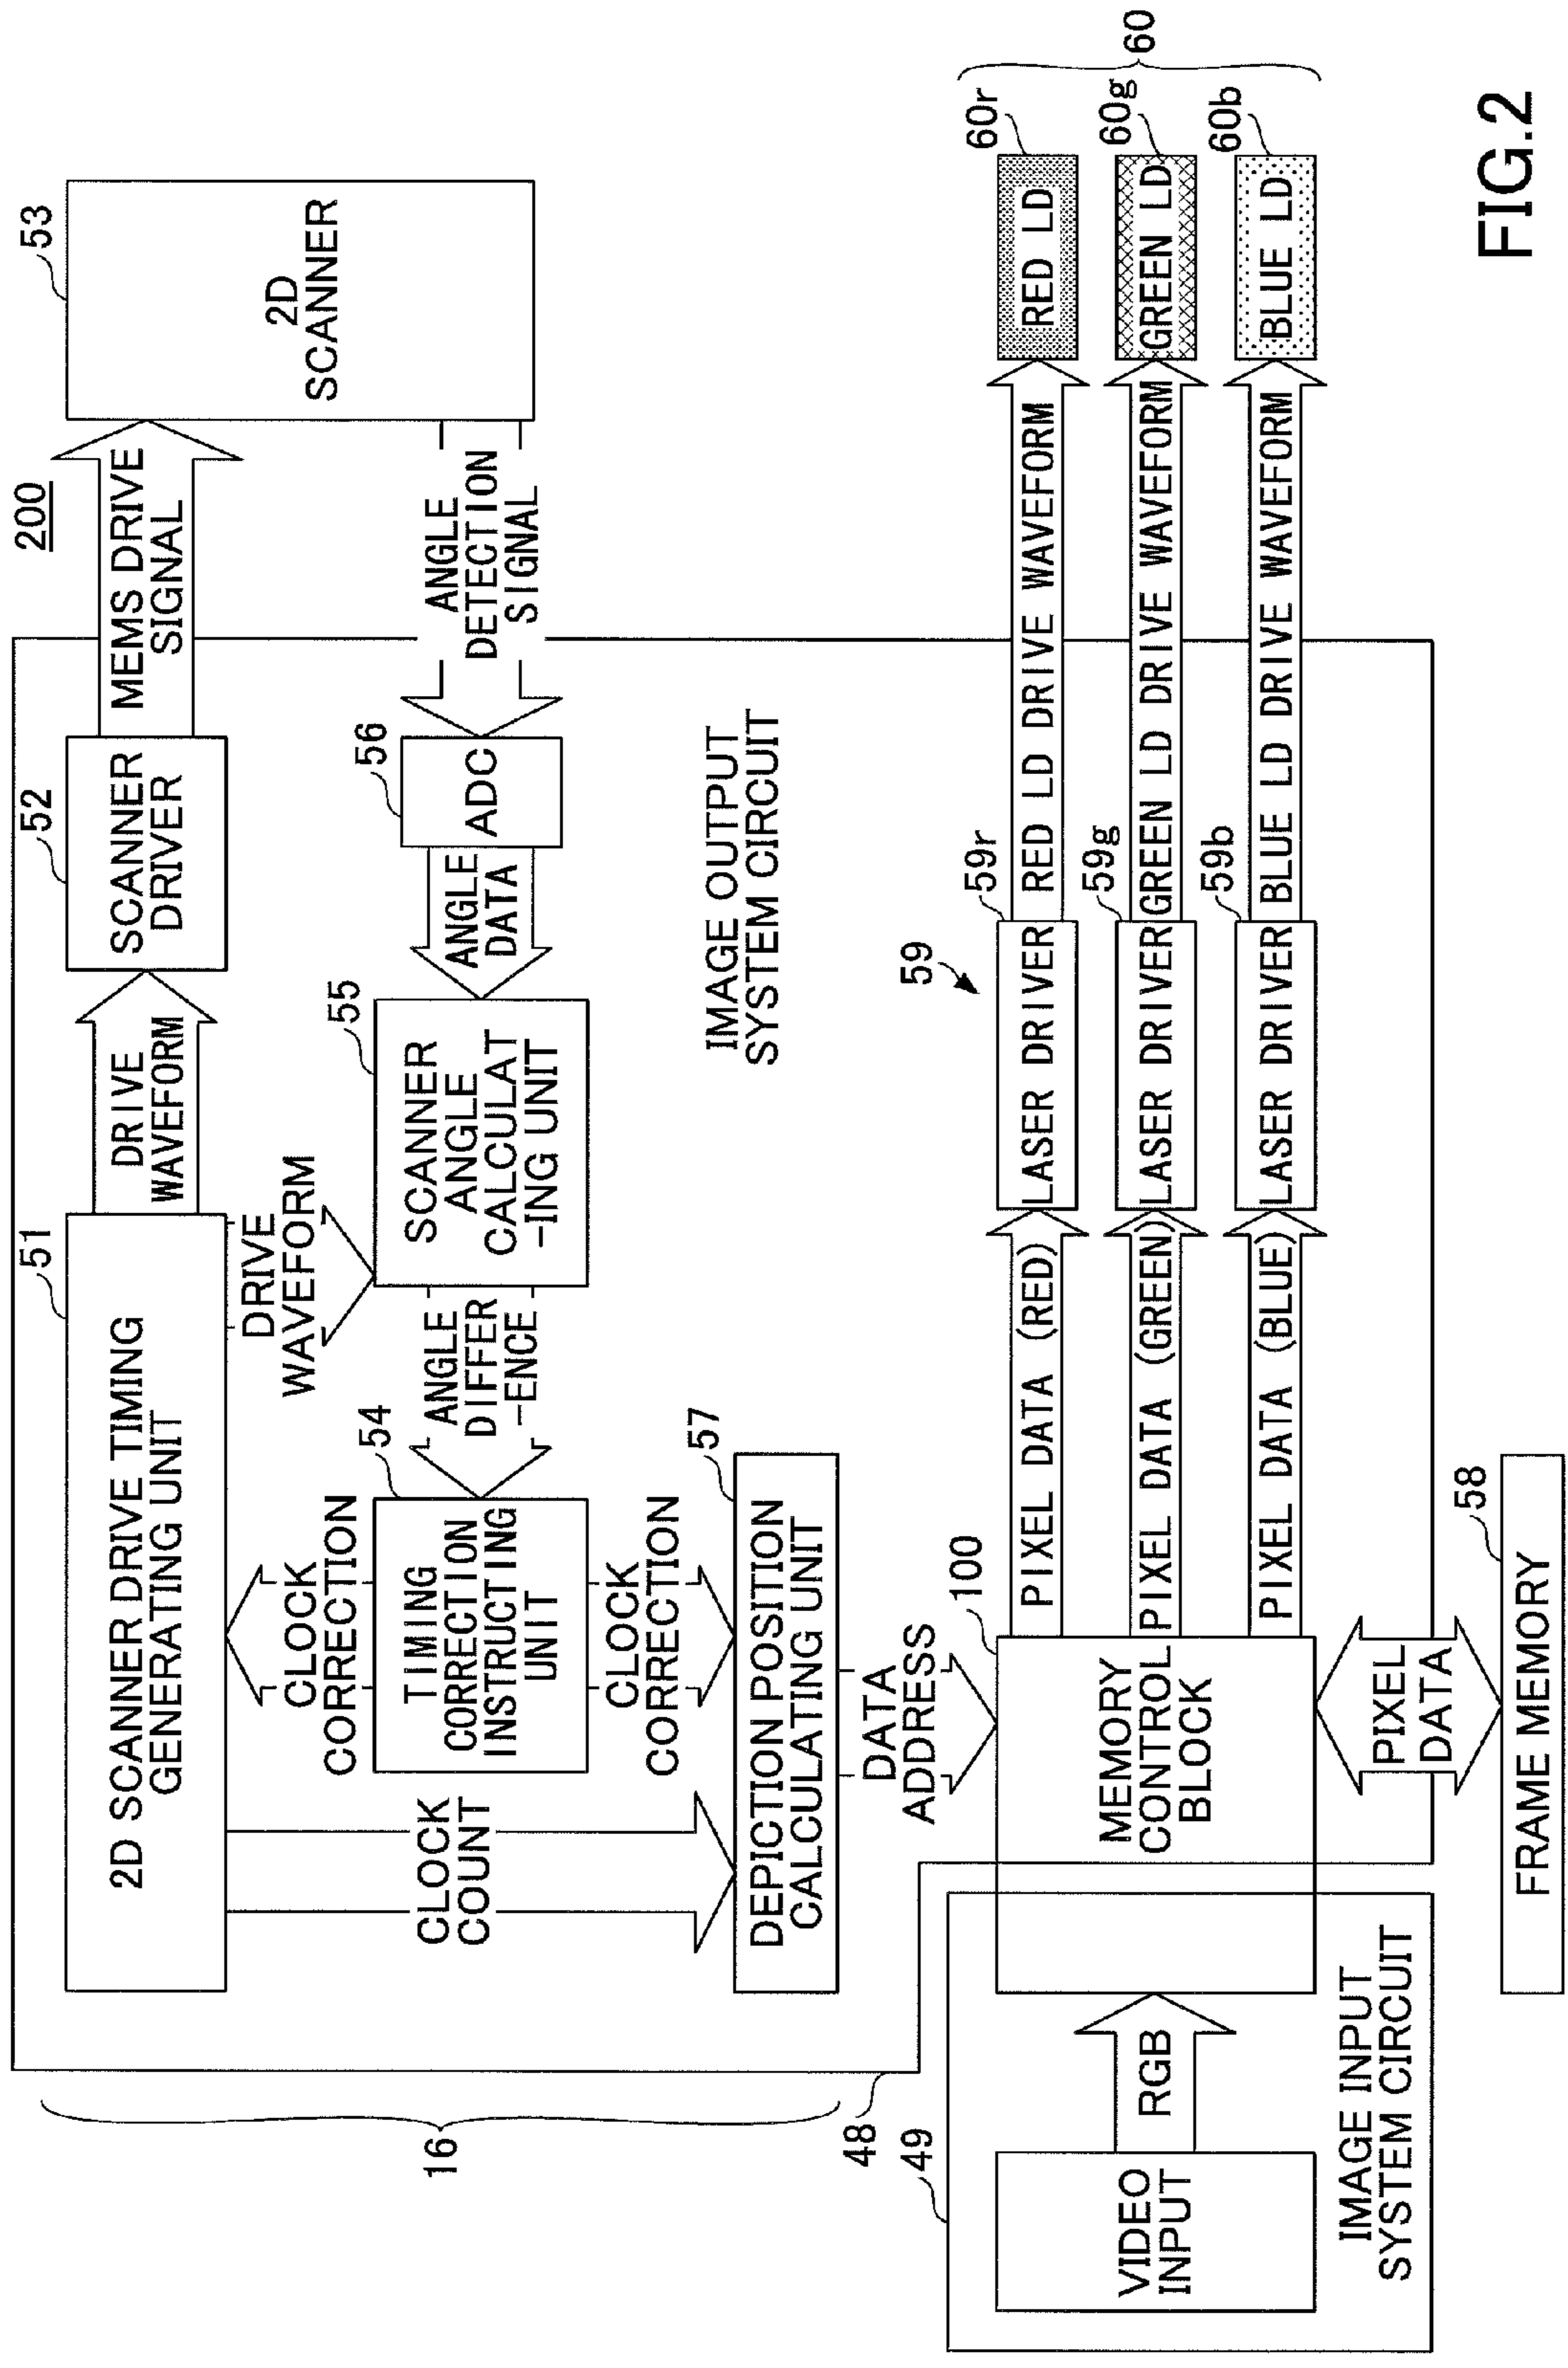 200
51
2D SCANNER DRIVE TIMING
GENERATING UNIT
DRIVE
WAVEFORM
52
SCANNER
DRIVER
MEMS DRIVE
SIGNAL
53
2D
SCANNER
DRIVE
WAVEFORM
CLOCK
CORRECTION
54
TIMING
CORRECTION
INSTRUCTING
UNIT
ANGLE
DIFFER
-ENCE
55
SCANNER
ANGLE
CALCULAT
-ING UNIT
ANGLE
DATA
56
ADC
ANGLE
DETECTION
SIGNAL
CLOCK
COUNT
CLOCK
CORRECTION
16
57
DEPICTION POSITION
CALCULATING UNIT
IMAGE OUTPUT
SYSTEM CIRCUIT
48
DATA
ADDRESS
49
VIDEO
INPUT
RGB
IMAGE INPUT
SYSTEM CIRCUIT
100
MEMORY
CONTROL
BLOCK
59
PIXEL DATA (RED)
59r
LASER DRIVER
RED LD DRIVE WAVEFORM
60r
RED LD
PIXEL DATA (GREEN)
59g
LASER DRIVER
GREEN LD DRIVE WAVEFORM
60g
GREEN LD
PIXEL DATA (BLUE)
59b
LASER DRIVER
BLUE LD DRIVE WAVEFORM
60b
BLUE LD
60
PIXEL
DATA
58
FRAME MEMORY
FIG.2